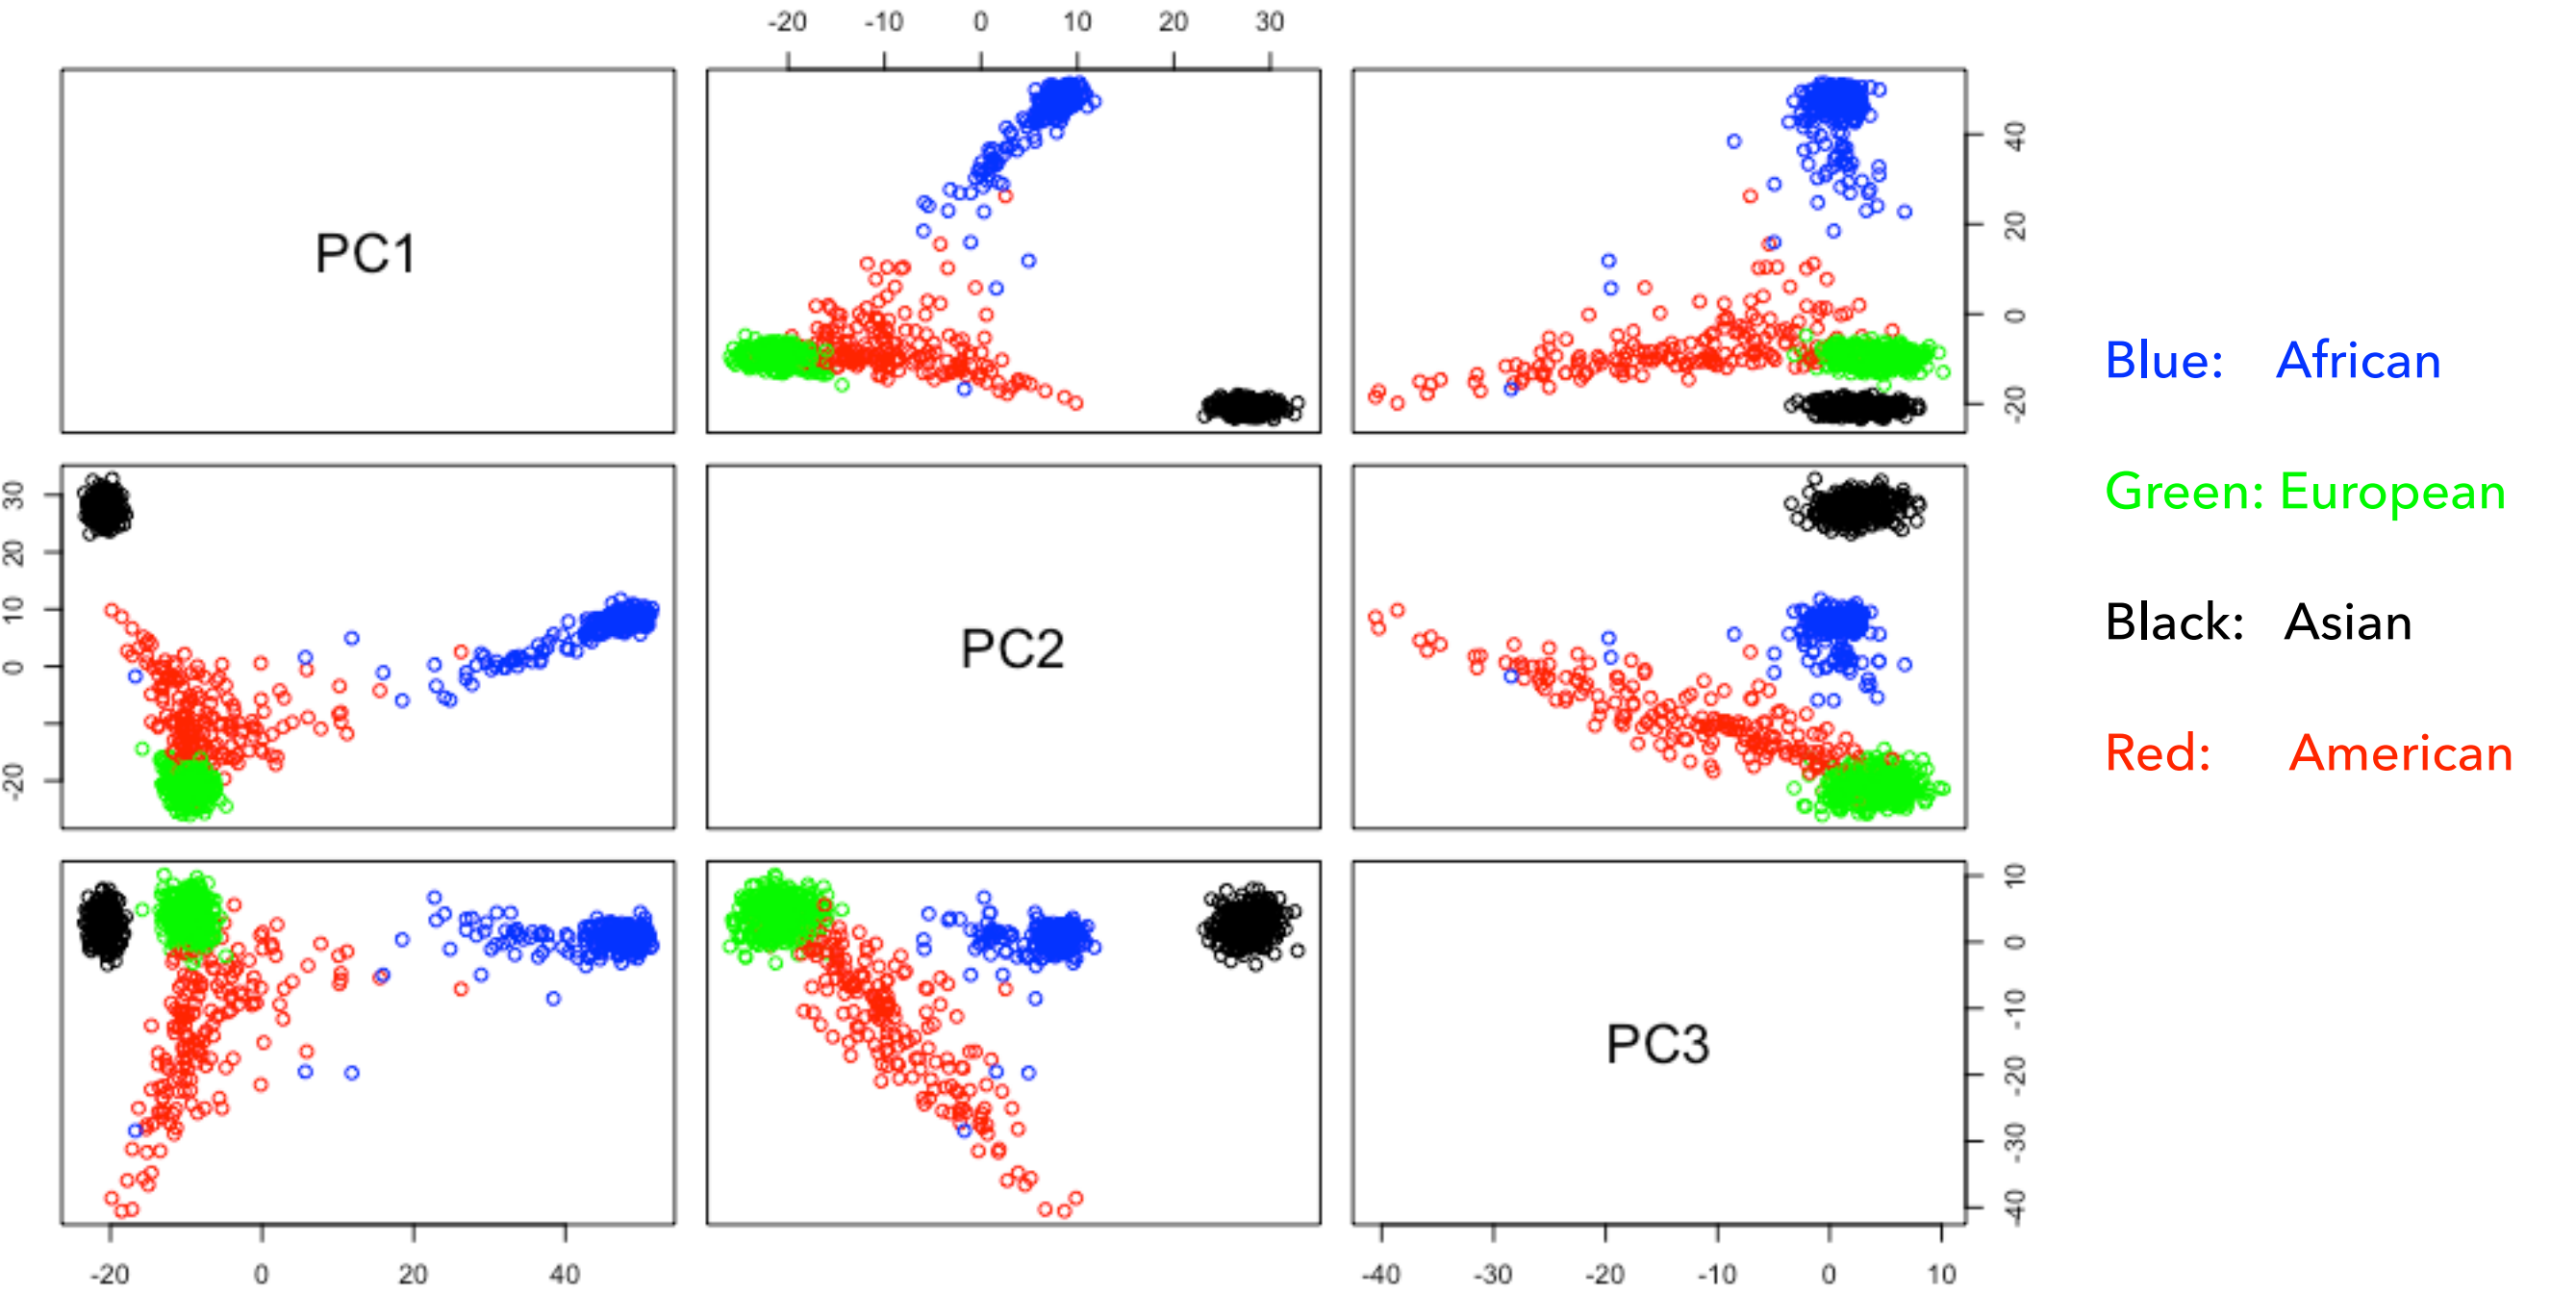 -20 -10 0 10 20 30
PC1
40
20
0
-20
Blue: African
Green: European
Black: Asian
Red: American
30
20
10
0
-20
PC2
10
0
-10
-20
-30
-40
PC3
-20 0 20 40
-40 -30 -20 -10 0 10